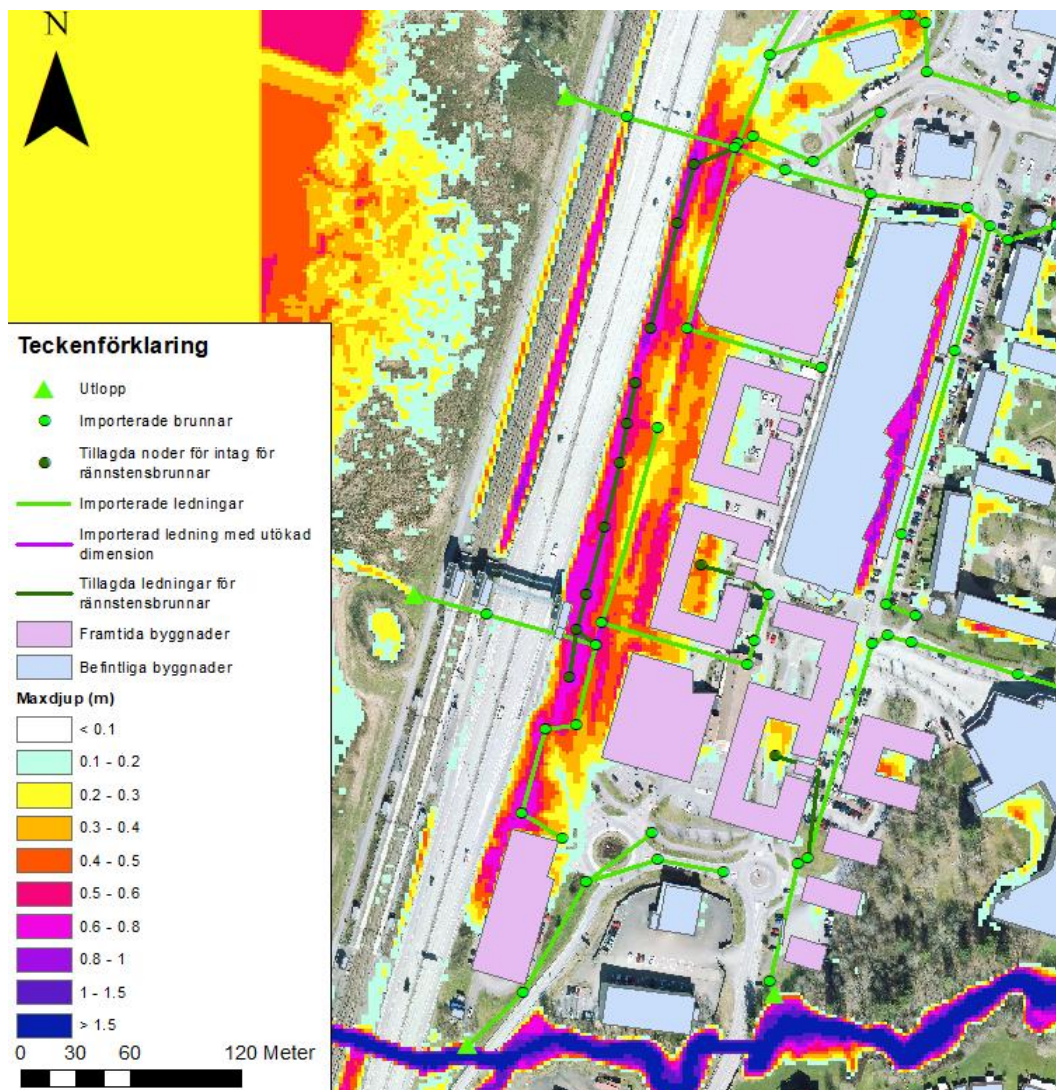 N
Teckenförklaring
Utlopp
Importerade brunnar
Tillagda noder för intag för
rännstensbrunnar
Importerade ledningar
Importerad ledning med utökad
dimension
Tillagda ledningar för
rännstensbrunnar
Framtida byggnader
Befintliga byggnader
Maxdjup (m)
< 0.1
0.1 - 0.2
0.2 - 0.3
0.3 - 0.4
0.4 - 0.5
0.5 - 0.6
0.6 - 0.8
0.8 - 1
1 - 1.5
> 1.5
0 30 60 120 Meter